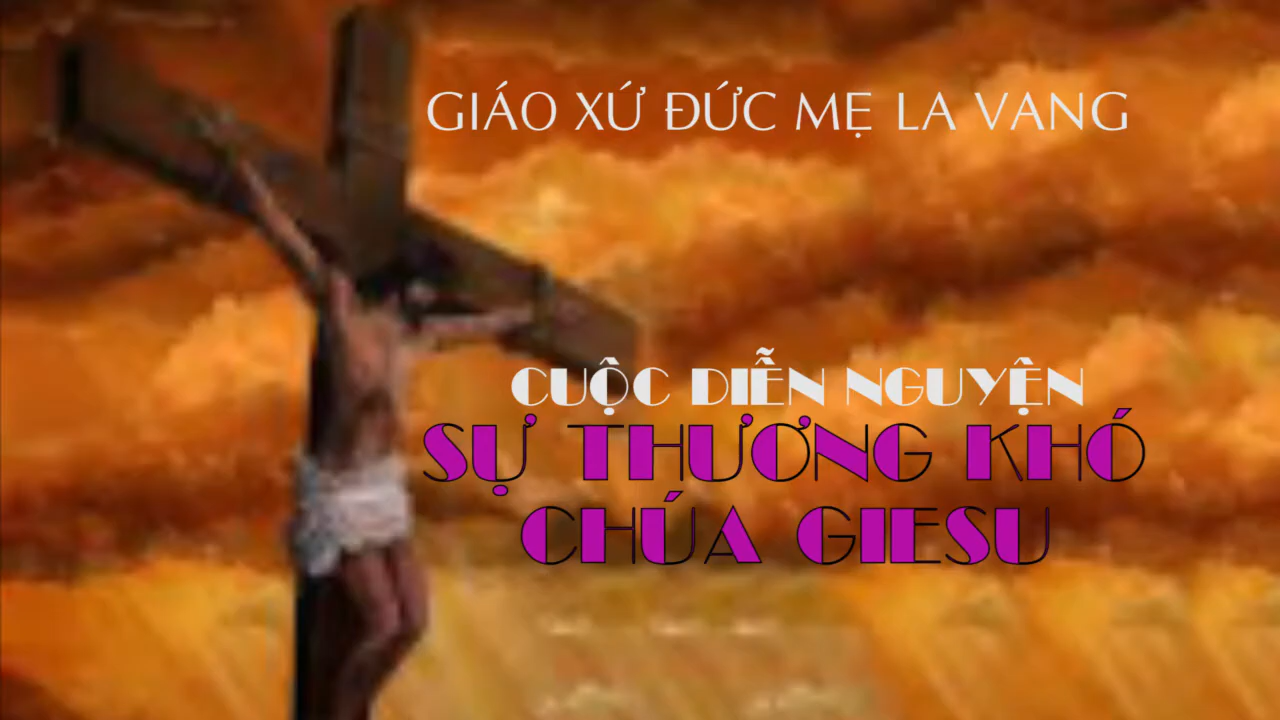 GIÁO XỨ ĐỨC MẸ LA VANG
CUỘC DIỄN NGUYỆN
SỰ THƯƠNG KHÓ
CHÚA GIESU